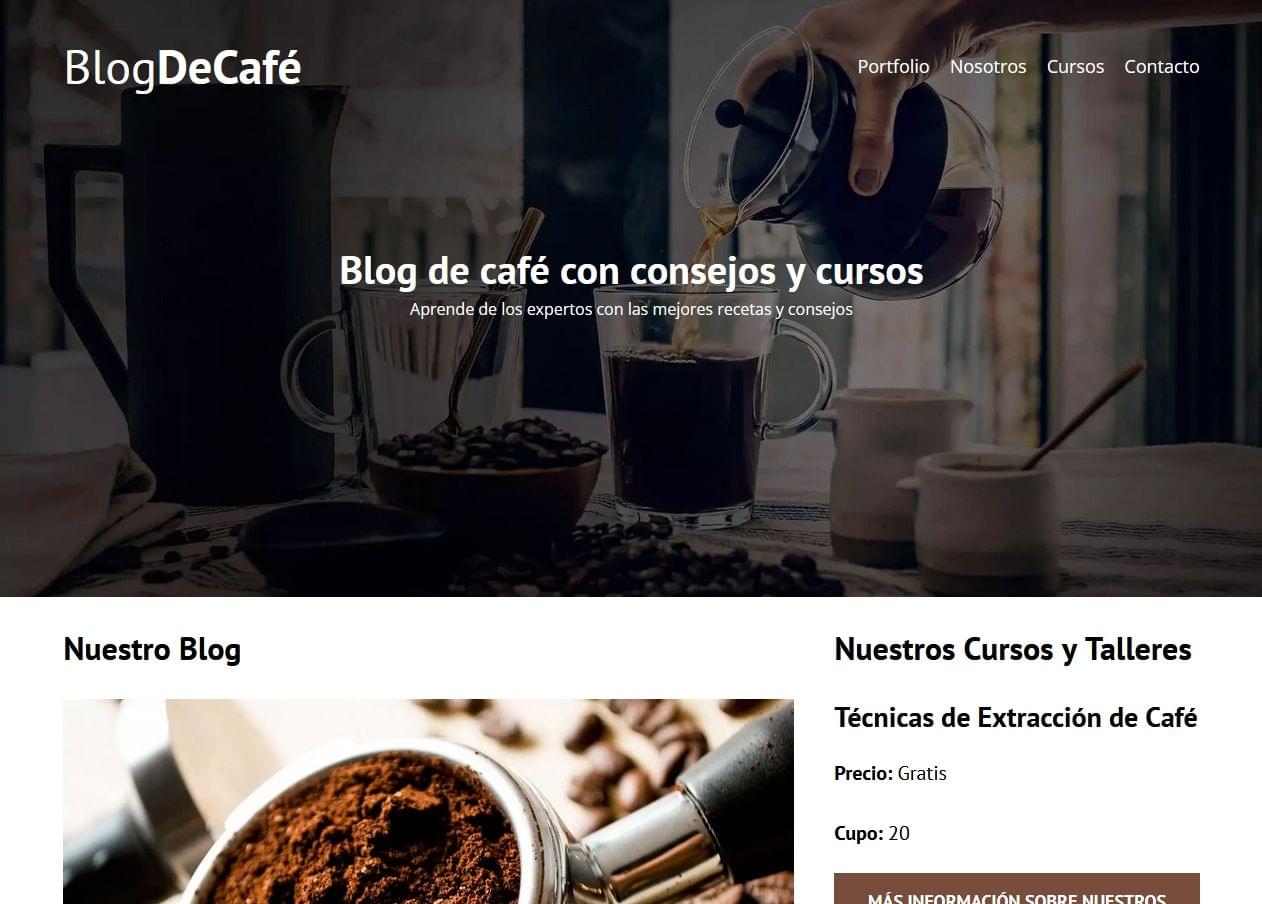 BlogDeCafé
Portfolio Nosotros Cursos Contacto
Blog de café con consejos y cursos
Aprende de los expertos con las mejores recetas y consejos
Nuestro Blog
Nuestros Cursos y Talleres
Técnicas de Extracción de Café
Precio: Gratis
Cupo: 20
MÁS INFORMACIÓN SOBRE NUESTROS